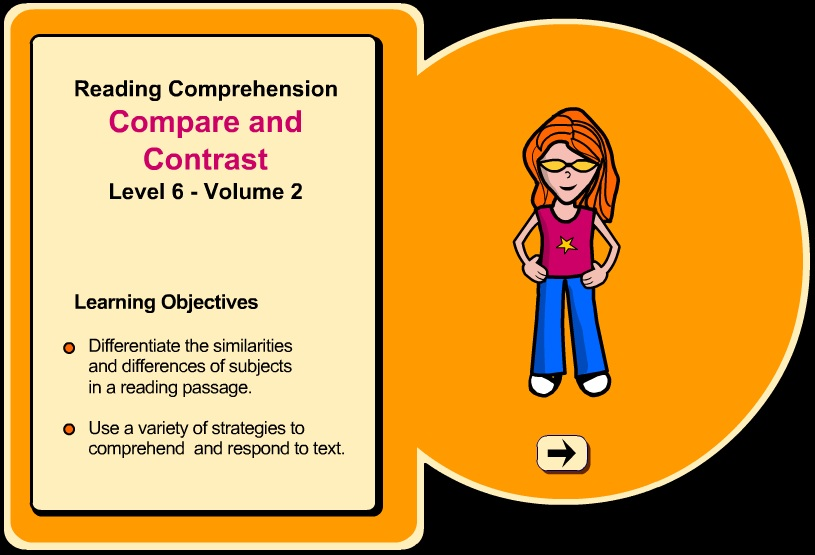 Reading Comprehension
Compare and
Contrast
Level 6 - Volume 2
Learning Objectives
Differentiate the similarities
and differences of subjects
in a reading passage.
Use a variety of strategies to
comprehend and respond to text.